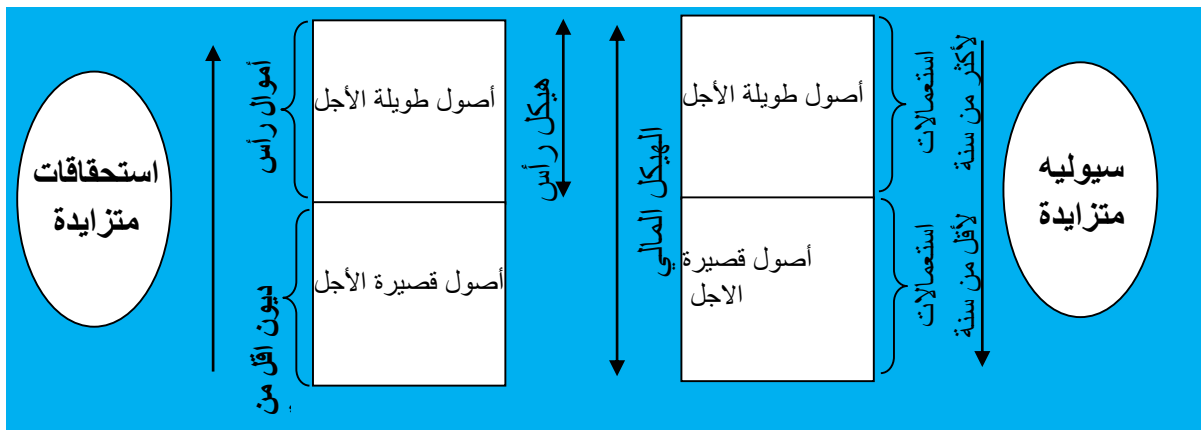 سيوليه
متزايدة
لأكثر من سنة
لأقل من سنة
استعمالات
استعمالات
أصول طويلة الأجل
أصول قصيرة
الاجل
الهيكل المالي
هيكل رأس
أصول طويلة الأجل
أصول قصيرة الأجل
أموال رأس
ديون اقل من
استحقاقات
متزايدة